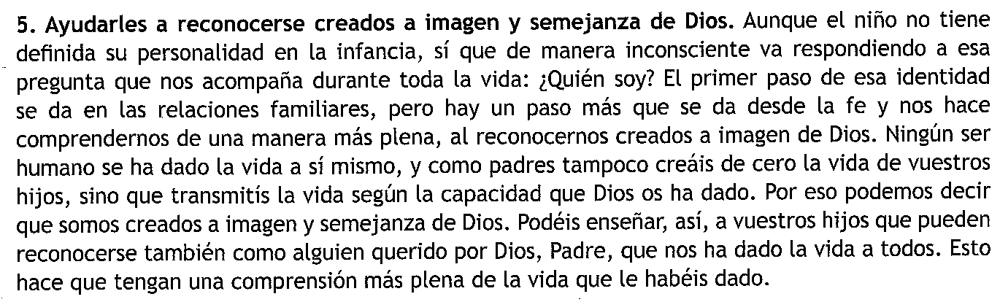 5. Ayudarles a reconocerse creados a imagen y semejanza de Dios. Aunque el niño no tiene
definida su personalidad en la infancia, sí que de manera inconsciente va respondiendo a esa
pregunta que nos acompaña durante toda la vida: ¿Quién soy? El primer paso de esa identidad
se da en las relaciones familiares, pero hay un paso más que se da desde la fe y nos hace
comprendernos de una manera más plena, al reconocernos creados a imagen de Dios. Ningún ser
humano se ha dado la vida a sí mismo, y como padres tampoco creáis de cero la vida de vuestros
hijos, sino que transmitís la vida según la capacidad que Dios os ha dado. Por eso podemos decir
que somos creados a imagen y semejanza de Dios. Podéis enseñar, así, a vuestros hijos que pueden
reconocerse también como alguien querido por Dios, Padre, que nos ha dado la vida a todos. Esto
hace que tengan una comprensión más plena de la vida que le habéis dado.